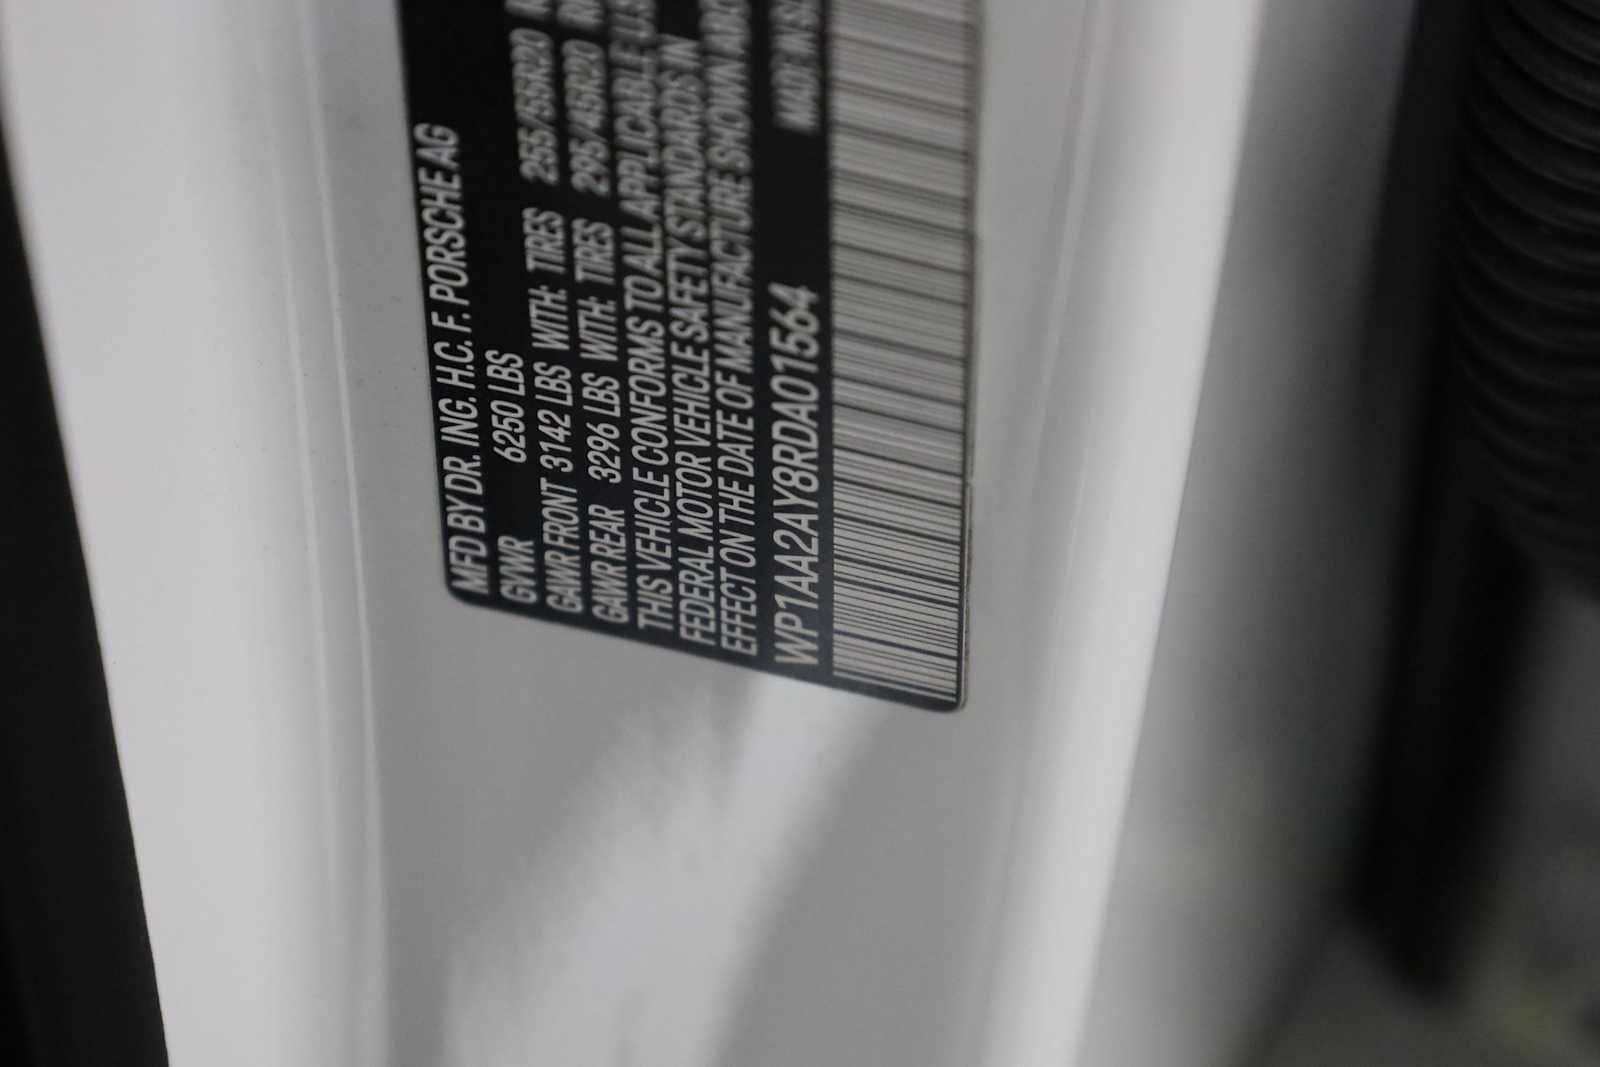 MFD BY DR. ING. H.C. F. PORSCHE AG
GVWR 6250 LBS
GAWR FRONT 3142 LBS WITH: TIRES 255/55R20
GAWR REAR 3296 LBS WITH: TIRES 295/45R20
THIS VEHICLE CONFORMS TO ALL APPLICABLE
FEDERAL MOTOR VEHICLE SAFETY STANDARDS IN
EFFECT ON THE DATE OF MANUFACTURE SHOWN
WP1AA2AY8RDA01564 MADE IN